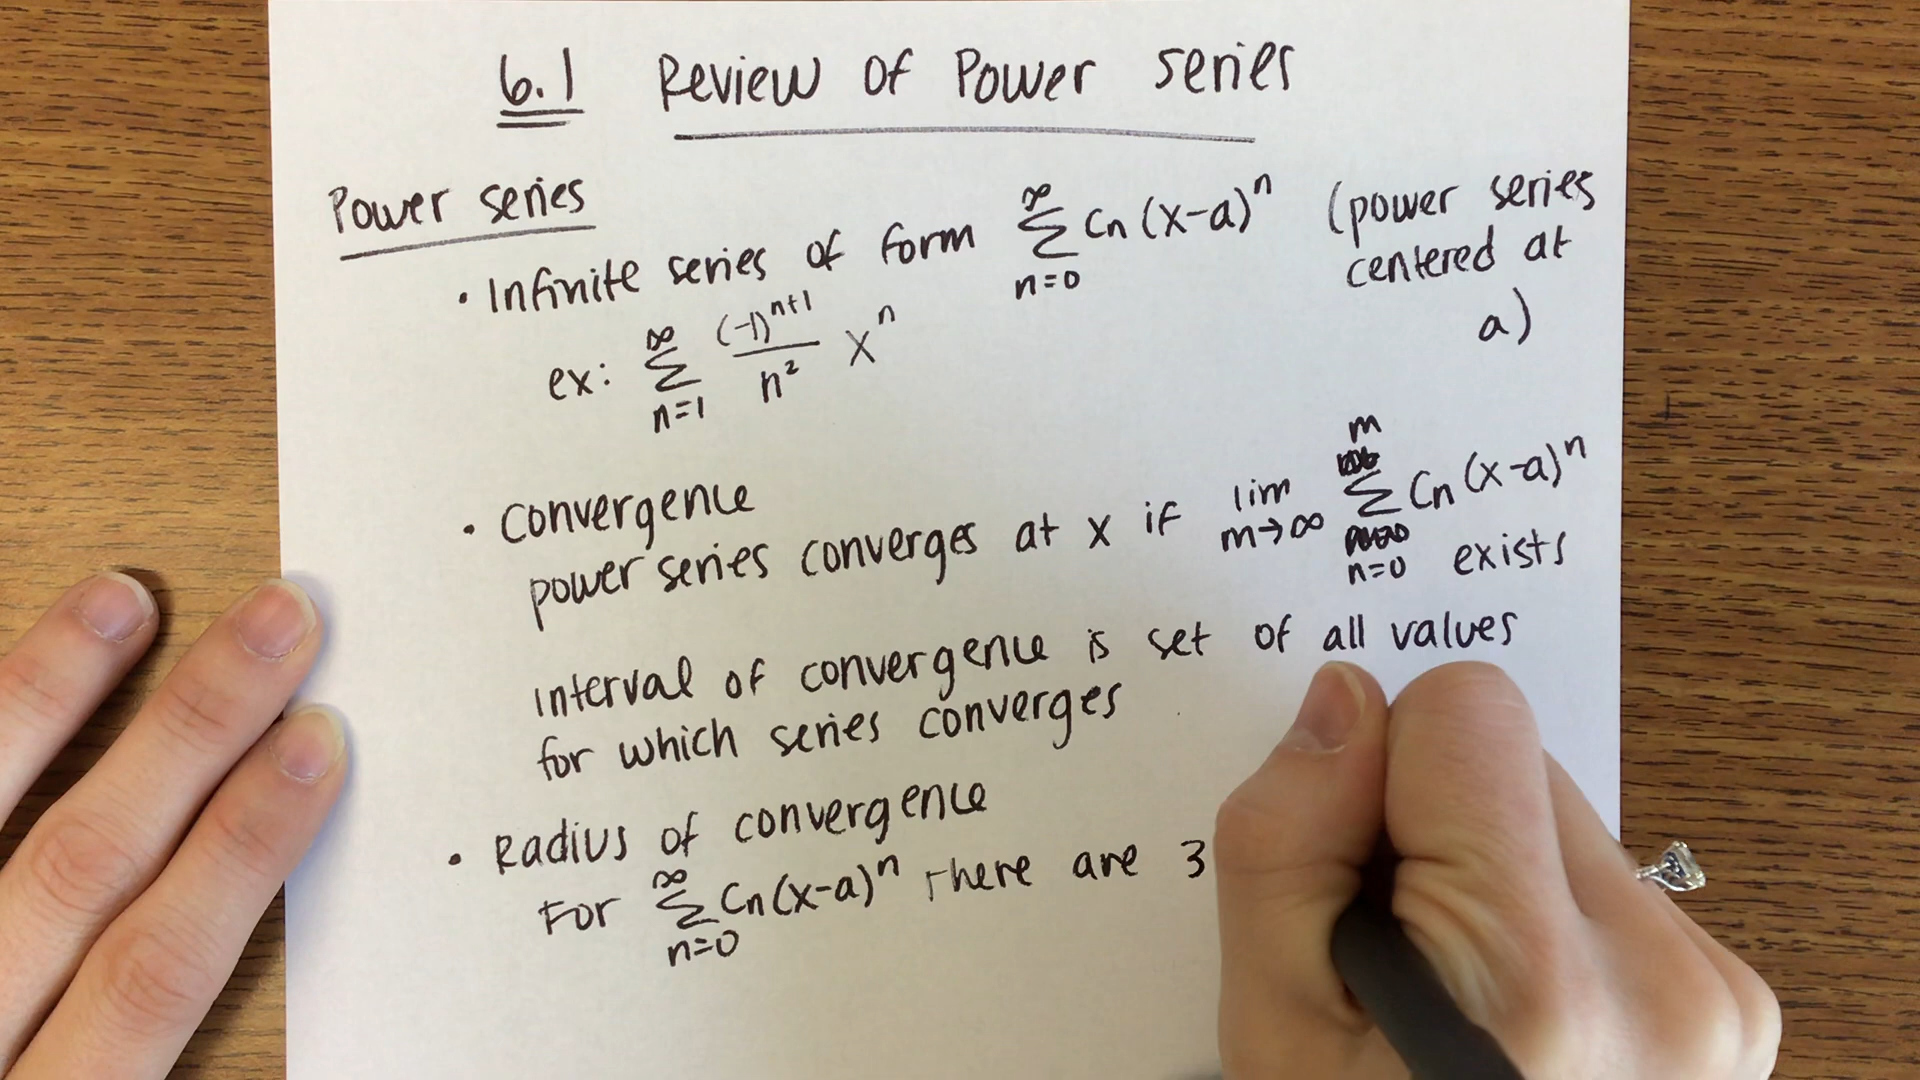 6.1 Review of Power series
Power series
• Infinite series of form ∞ Σ n=0 Cn (x-a)^n (power series
centered at
a)
ex: ∞ Σ n=1 (-1)^n+1 / n² x^n
• convergence
power series converges at x if lim m→∞ m Σ n=0 Cn (x-a)^n
exists
interval of convergence is set of all values
for which series converges
• Radius of convergence
For ∞ Σ n=0 Cn(x-a)^n there are 3